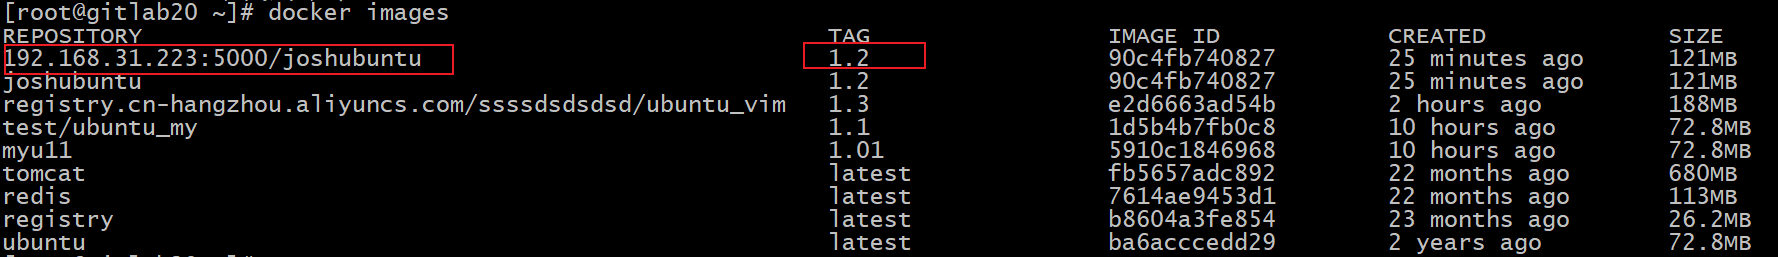 [root@gitlab20 ~]# docker images
REPOSITORY TAG IMAGE ID CREATED SIZE
192.168.31.223:5000/joshubuntu 1.2 90c4fb740827 25 minutes ago 121MB
joshubuntu 1.2 90c4fb740827 25 minutes ago 121MB
registry.cn-hangzhou.aliyuncs.com/ssssdsdsdsd/ubuntu_vim 1.3 e2d6663ad54b 2 hours ago 188MB
test/ubuntu_my 1.1 1d5b4b7fb0c8 10 hours ago 72.8MB
myu11 1.01 5910c1846968 10 hours ago 72.8MB
tomcat latest fb5657adc892 22 months ago 680MB
redis latest 7614ae9453d1 22 months ago 113MB
registry latest b8604a3fe854 23 months ago 26.2MB
ubuntu latest ba6acccedd29 2 years ago 72.8MB